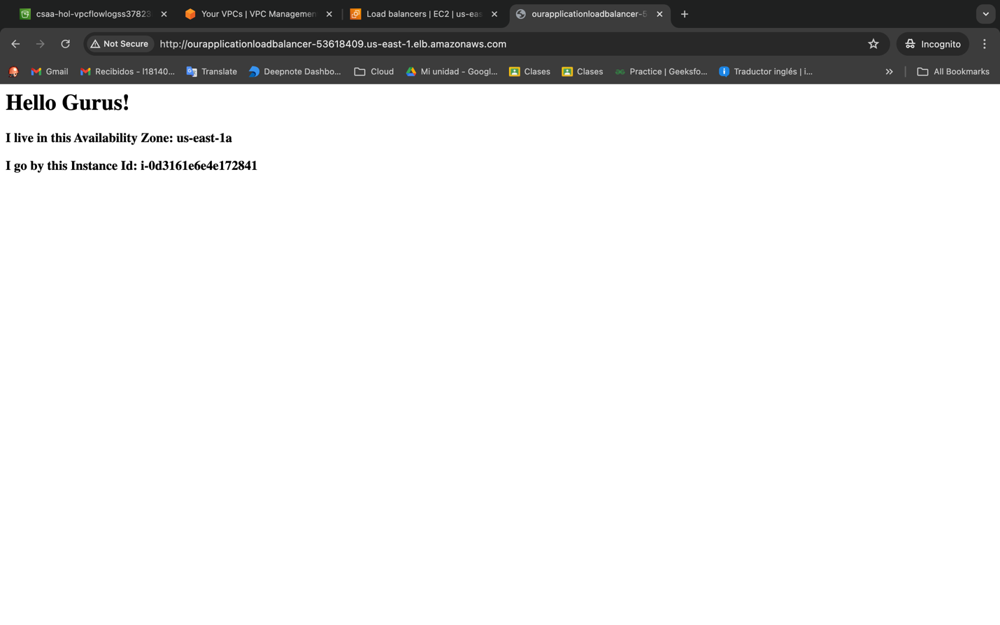 csaa-hol-vpcflowlogss37823
Your VPCs | VPC Managemen
Load balancers | EC2 | us-eas
ourapplicationloadbalancer-5
Not Secure
http://ourapplicationloadbalancer-53618409.us-east-1.elb.amazonaws.com
Incognito
Gmail
Recibidos - l18140...
Translate
Deepnote Dashbo...
Cloud
Mi unidad - Googl...
Clases
Clases
Practice | Geeksfo...
Traductor inglés | i...
All Bookmarks
Hello Gurus!
I live in this Availability Zone: us-east-1a
I go by this Instance Id: i-0d3161e6e4e172841